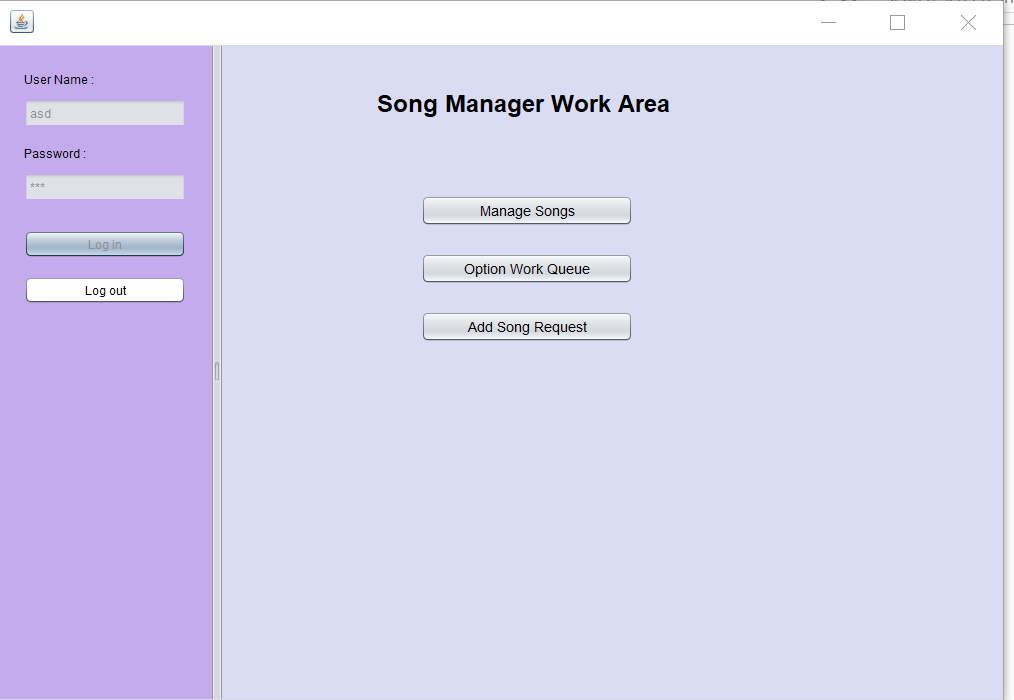 User Name :
asd
Password :
***
Log in
Log out
Song Manager Work Area
Manage Songs
Option Work Queue
Add Song Request